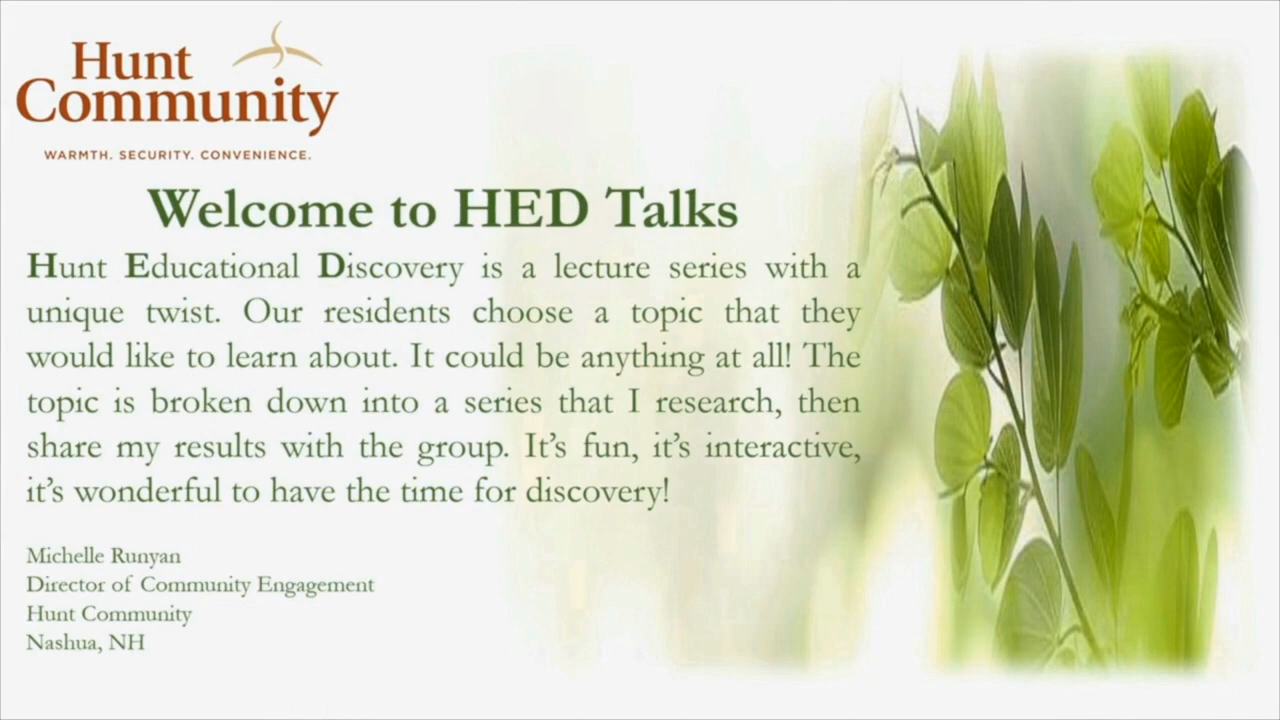 Hunt
Community
WARMTH. SECURITY. CONVENIENCE.
Welcome to HED Talks
Hunt Educational Discovery is a lecture series with a
unique twist. Our residents choose a topic that they
would like to learn about. It could be anything at all! The
topic is broken down into a series that I research, then
share my results with the group. It's fun, it's interactive,
it's wonderful to have the time for discovery!
Michelle Runyan
Director of Community Engagement
Hunt Community
Nashua, NH